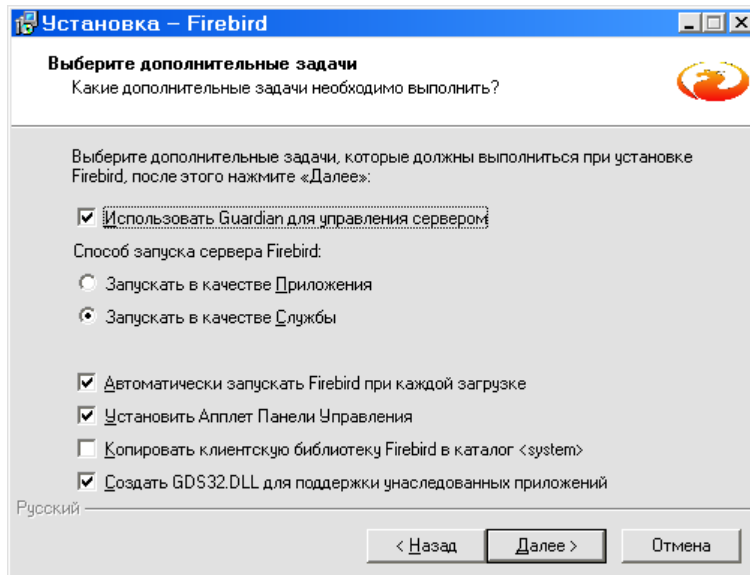 Установка – Firebird
Выберите дополнительные задачи
Какие дополнительные задачи необходимо выполнить?
Выберите дополнительные задачи, которые должны выполниться при установке
Firebird, после этого нажмите «Далее»:
Использовать Guardian для управления сервером
Способ запуска сервера Firebird:
Запускать в качестве Приложения
Запускать в качестве Службы
Автоматически запускать Firebird при каждой загрузке
Установить Апплет Панели Управления
Копировать клиентскую библиотеку Firebird в каталог <system>
Создать GDS32.DLL для поддержки унаследованных приложений
Русский
< Назад
Далее >
Отмена